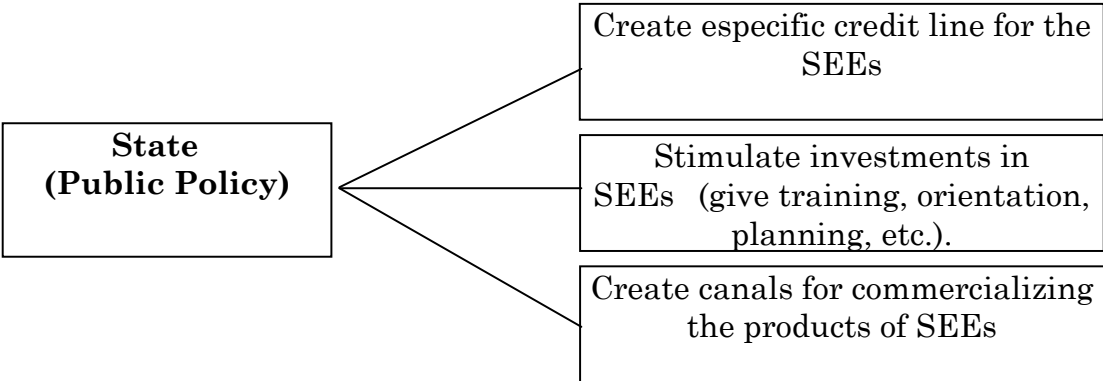 State
(Public Policy)
Create especific credit line for the
SEEs
Stimulate investments in
SEEs (give training, orientation,
planning, etc.).
Create canals for commercializing
the products of SEEs